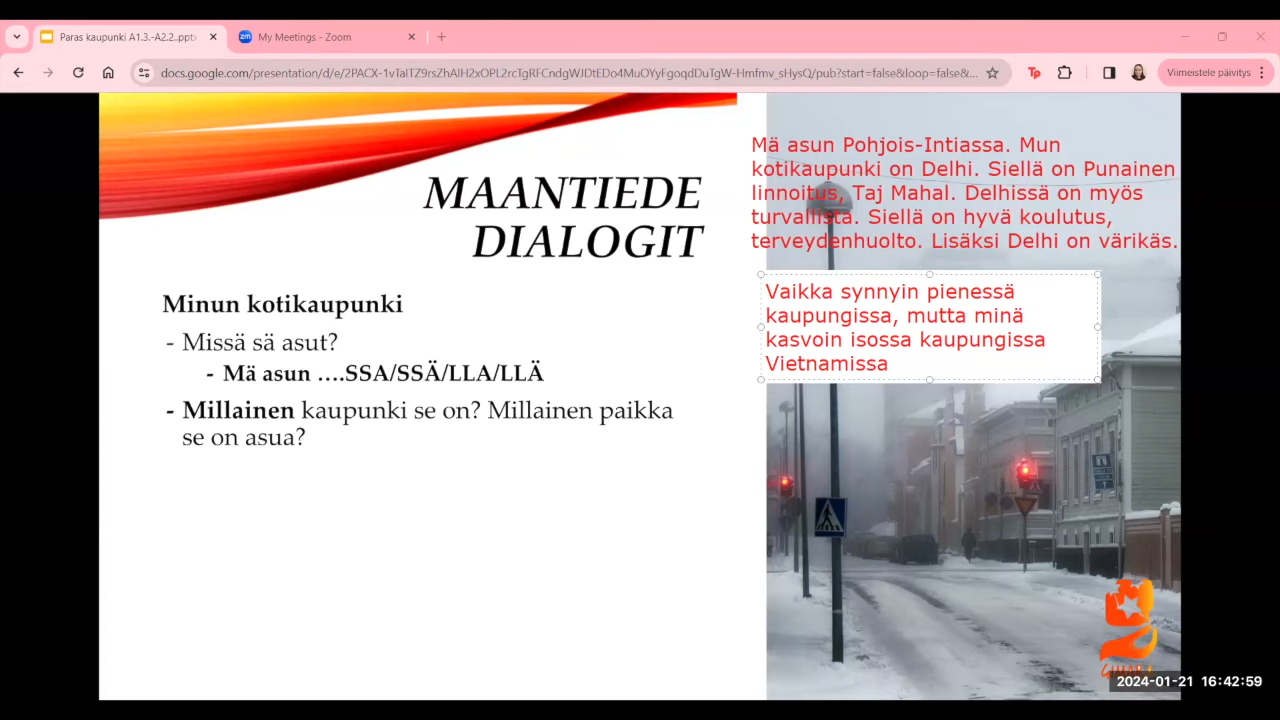 Paras kaupunki A1.3.-A2.2..pptx
My Meetings - Zoom
docs.google.com/presentation/d/e/2PACX-1vTaITZ9rsZhAIH2xOPL2rcTgRFCndgWJDtEDo4MuOYyFgoqdDuTgW-Hmfmv_sHysQ/pub?start=false&loop=false&...
Viimeistele päivitys
MAANTIEDE
DIALOGIT
Minun kotikaupunki
- Missä sä asut?
- Mä asun ….SSA/SSÄ/LLA/LLÄ
- Millainen kaupunki se on? Millainen paikka
se on asua?
Mä asun Pohjois-Intiassa. Mun
kotikaupunki on Delhi. Siellä on Punainen
linnoitus, Taj Mahal. Delhissä on myös
turvallista. Siellä on hyvä koulutus,
terveydenhuolto. Lisäksi Delhi on värikäs.
Vaikka synnyin pienessä
kaupungissa, mutta minä
kasvoin isossa kaupungissa
Vietnamissa
2024-01-21 16:42:59